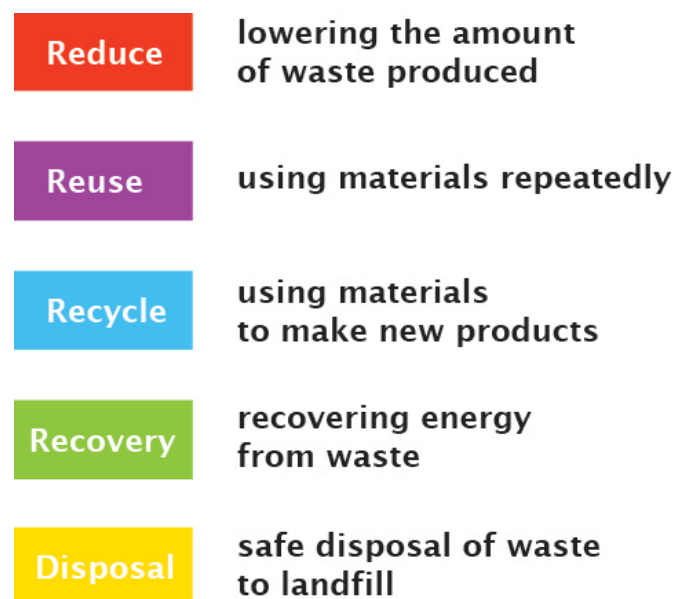 Reduce
lowering the amount
of waste produced
Reuse
using materials repeatedly
Recycle
using materials
to make new products
Recovery
recovering energy
from waste
Disposal
safe disposal of waste
to landfill